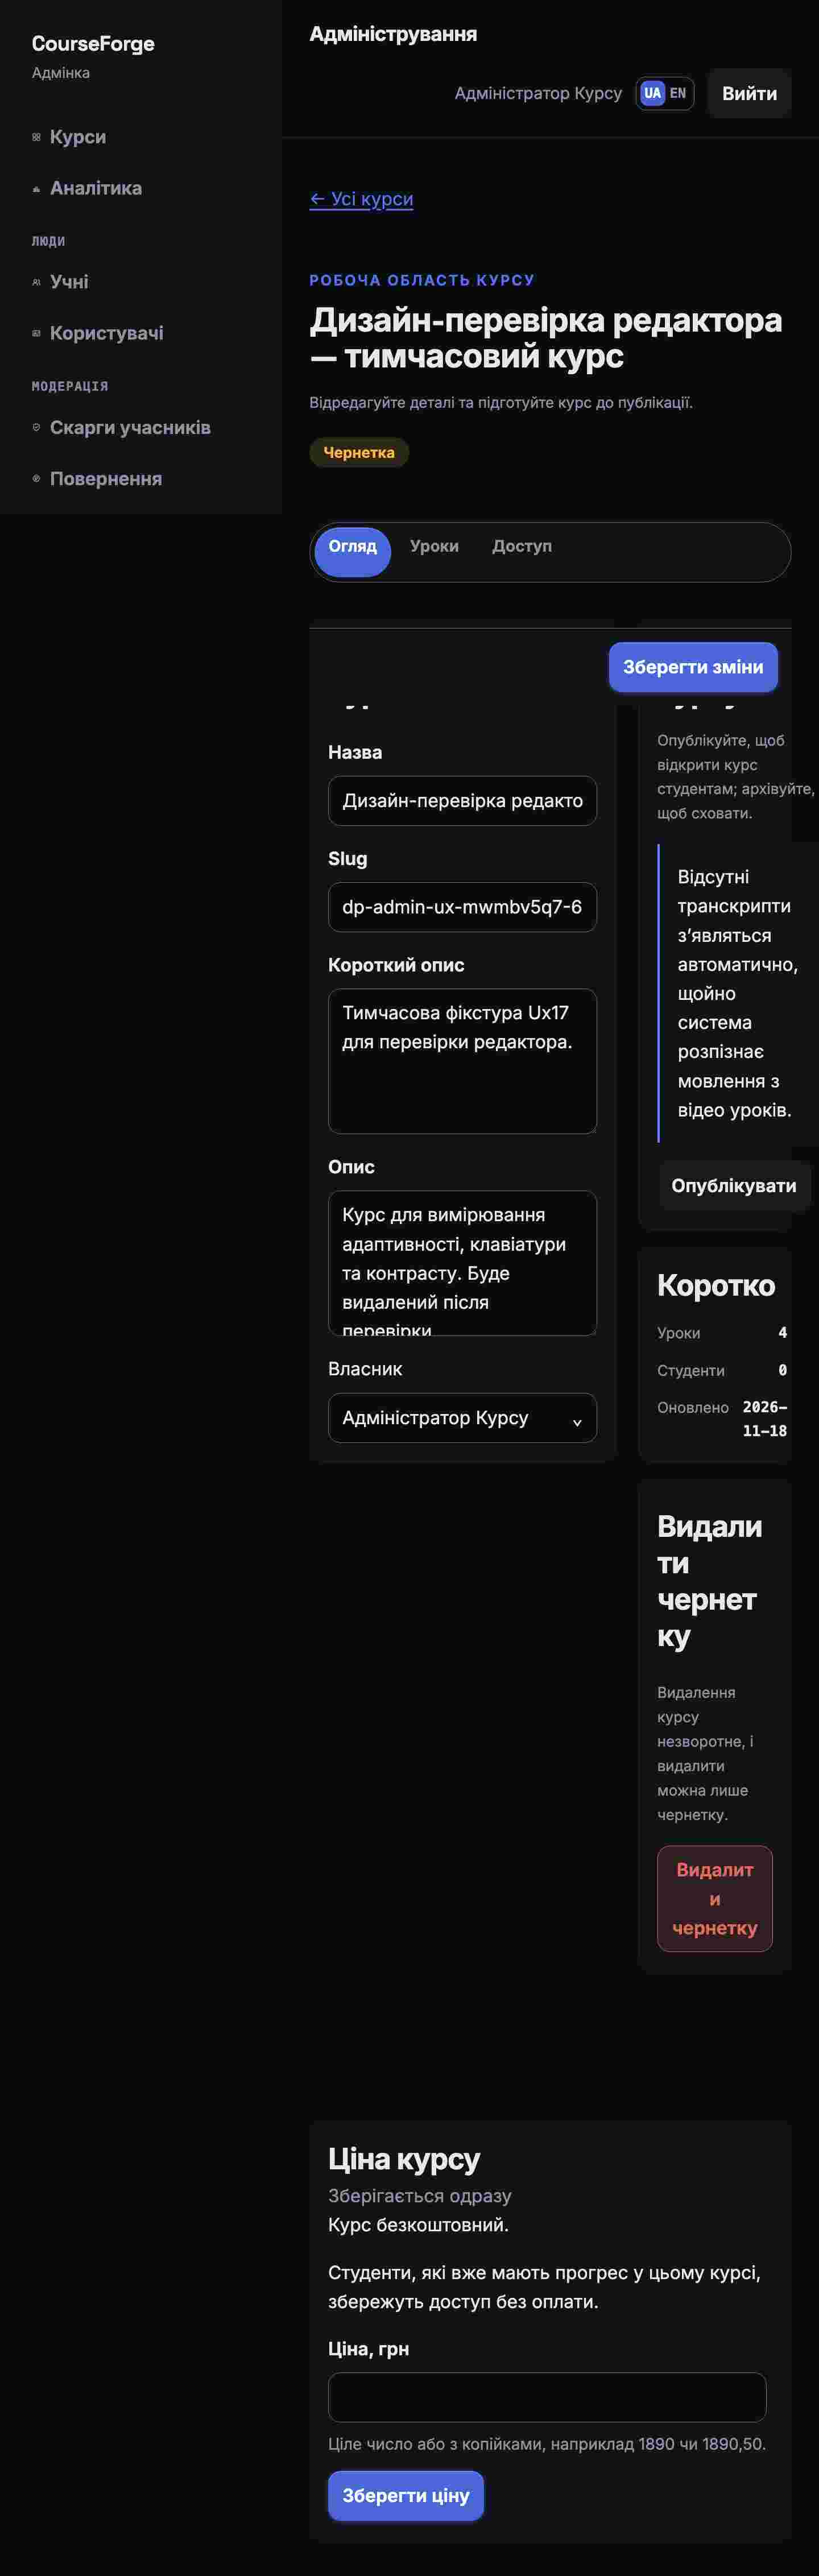 CourseForge
Адмінка
Курси
Аналітика
ЛЮДИ
Учні
Користувачі
МОДЕРАЦІЯ
Скарги учасників
Повернення
Адміністрування
Адміністратор Курсу
UA EN
Вийти
← Усі курси
РОБОЧА ОБЛАСТЬ КУРСУ
Дизайн-перевірка редактора
— тимчасовий курс
Відредагуйте деталі та підготуйте курс до публікації.
Чернетка
Огляд
Уроки
Доступ
Зберегти зміни
Назва
Дизайн-перевірка редакто
Slug
dp-admin-ux-mwmbv5q7-6
Короткий опис
Тимчасова фікстура Ux17
для перевірки редактора.
Опис
Курс для вимірювання
адаптивності, клавіатури
та контрасту. Буде
видалений після
перевірки
Власник
Адміністратор Курсу
Опублікуйте, щоб
відкрити курс
студентам; архівуйте,
щоб сховати.
Відсутні
транскрипти
з’являться
автоматично,
щойно
система
розпізнає
мовлення з
відео уроків.
Опублікувати
Коротко
Уроки 4
Студенти 0
Оновлено 2026-
11-18
Видали
ти
чернет
ку
Видалення
курсу
незворотне, і
видалити
можна лише
чернетку.
Видалит
и
чернетку
Ціна курсу
Зберігається одразу
Курс безкоштовний.
Студенти, які вже мають прогрес у цьому курсі,
збережуть доступ без оплати.
Ціна, грн
Ціле число або з копійками, наприклад 1890 чи 1890,50.
Зберегти ціну